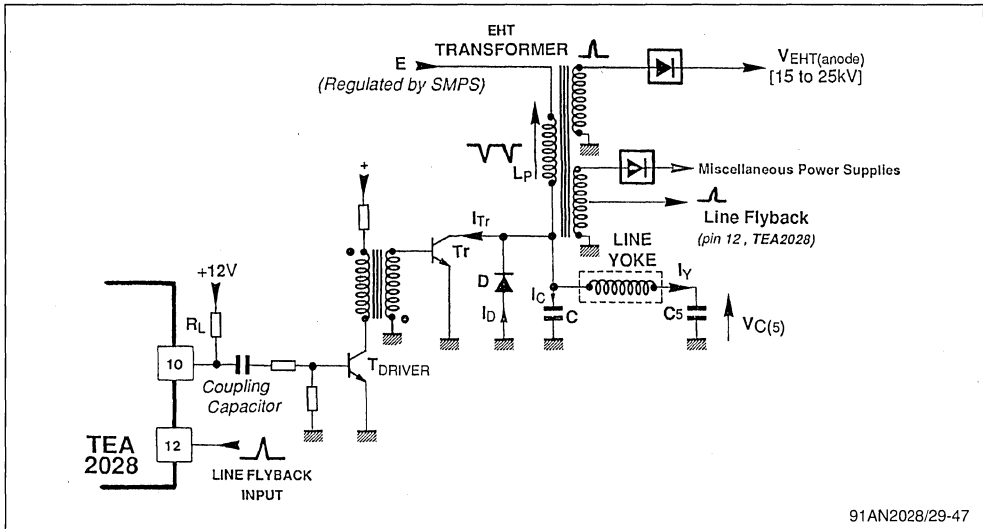 EHT
TRANSFORMER
E
(Regulated by SMPS)
VEHT(anode)
[15 to 25kV]
LP
Miscellaneous Power Supplies
Line Flyback
(pin 12 , TEA2028)
+
ITr
Tr
LINE
YOKE
IY
D
ID
IC
C
C5
VC(5)
+12V
RL
10
Coupling
Capacitor
TDRIVER
12
TEA
2028
LINE FLYBACK
INPUT
91AN2028/29-47